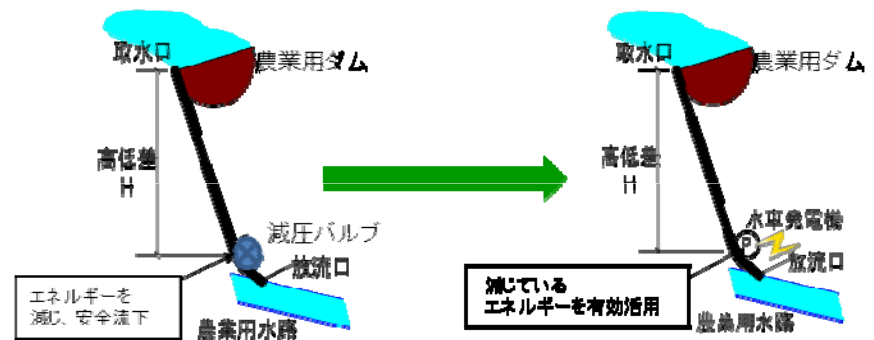 取水口
農業用ダム
高低差
H
減圧バルブ
放流口
エネルギーを
減じ、安全流下
農業用水路
取水口
農業用ダム
高低差
H
水車発電機
P
放流口
減じている
エネルギーを有効活用
農業用水路